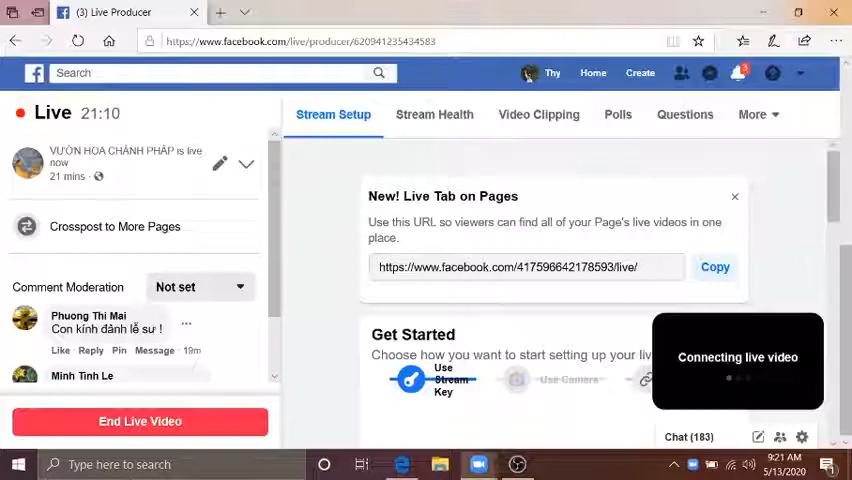 (3) Live Producer
https://www.facebook.com/live/producer/620941235434583
Search
Thy
Home
Create
3
Live 21:10
VƯỜN HOA CHÁNH PHÁP is live
now
21 mins ·
Crosspost to More Pages
Comment Moderation
Not set
Phuong Thi Mai
Con kính đảnh lễ sư !
Like · Reply Pin Message · 19m
Minh Tinh Le
End Live Video
Stream Setup
Stream Health
Video Clipping
Polls
Questions
More
New! Live Tab on Pages
Use this URL so viewers can find all of your Page's live videos in one
place.
https://www.facebook.com/417596642178593/live/
Copy
Get Started
Choose how you want to start setting up your liv
Use
Stream
Key
Use Camera
Connecting live video
Chat (183)
Type here to search
9:21 AM
5/13/2020
1